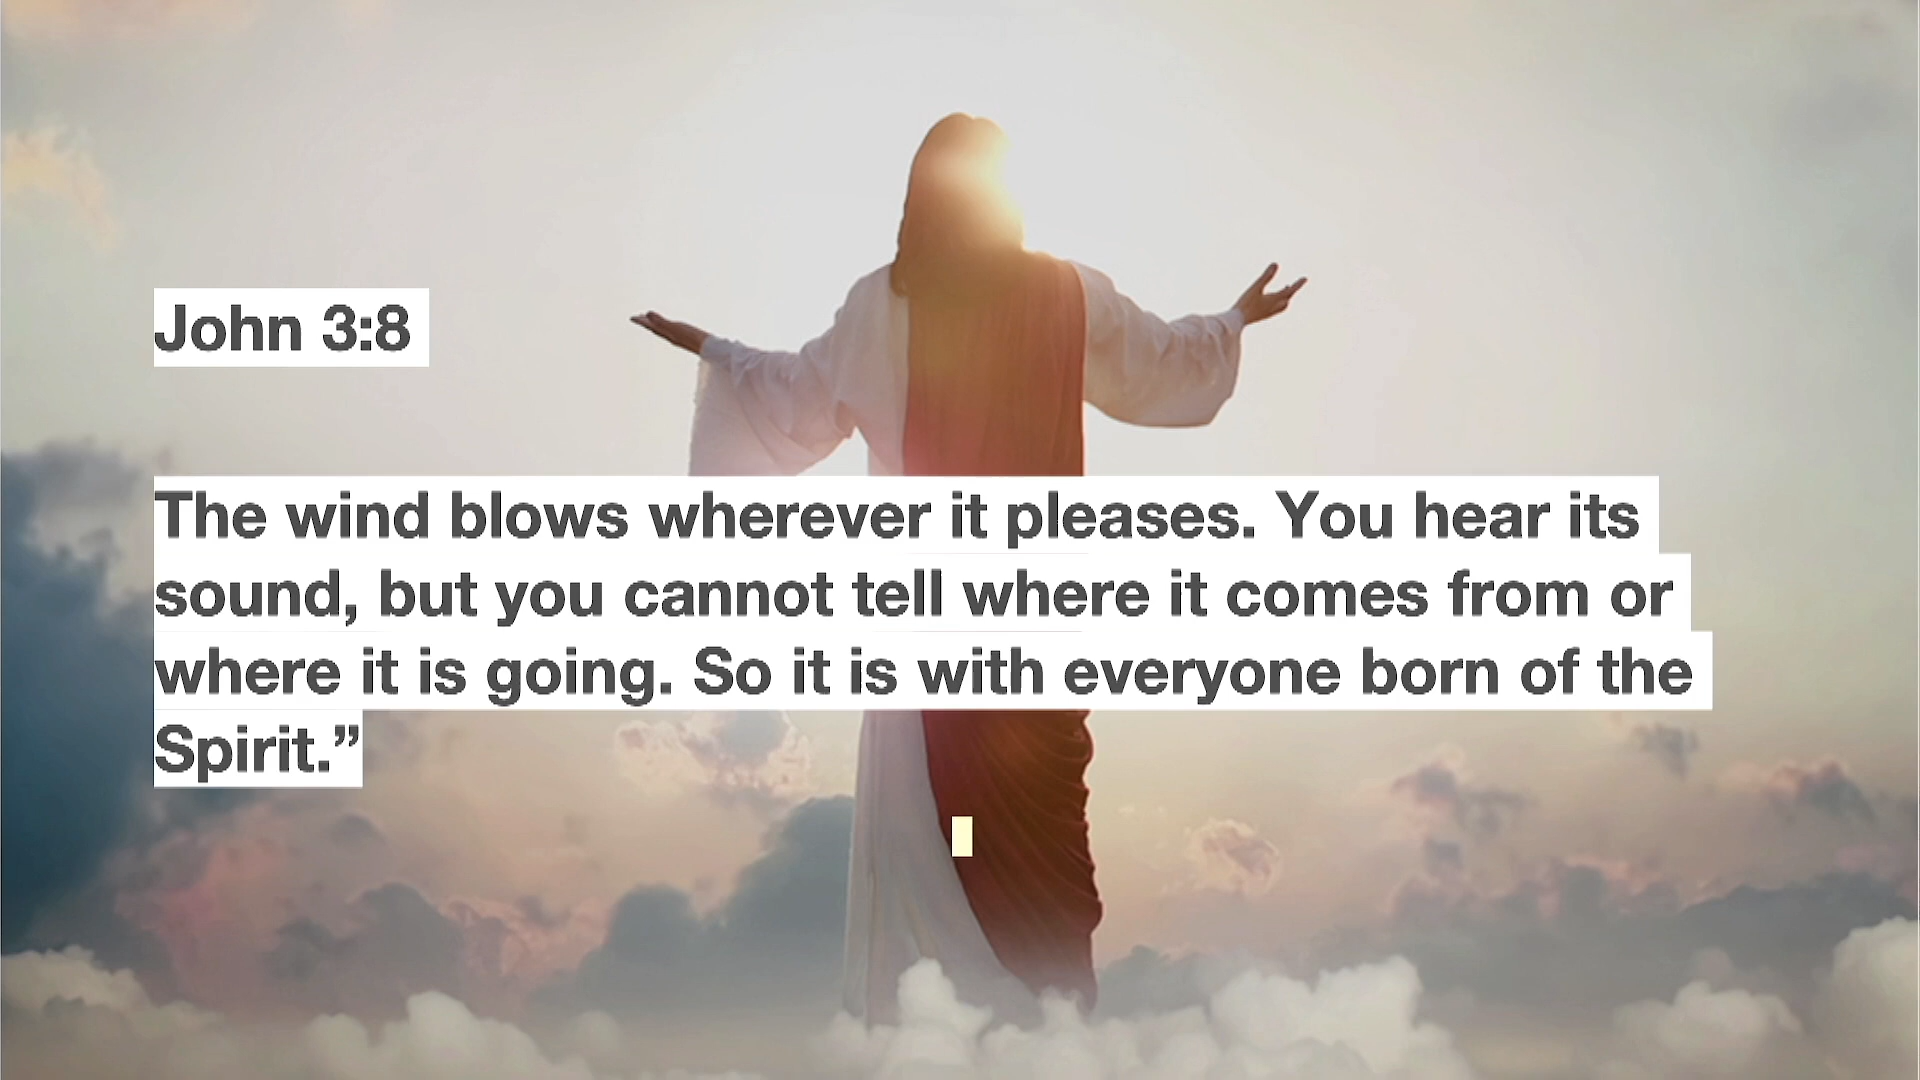 John 3:8
The wind blows wherever it pleases. You hear its
sound, but you cannot tell where it comes from or
where it is going. So it is with everyone born of the
Spirit.”